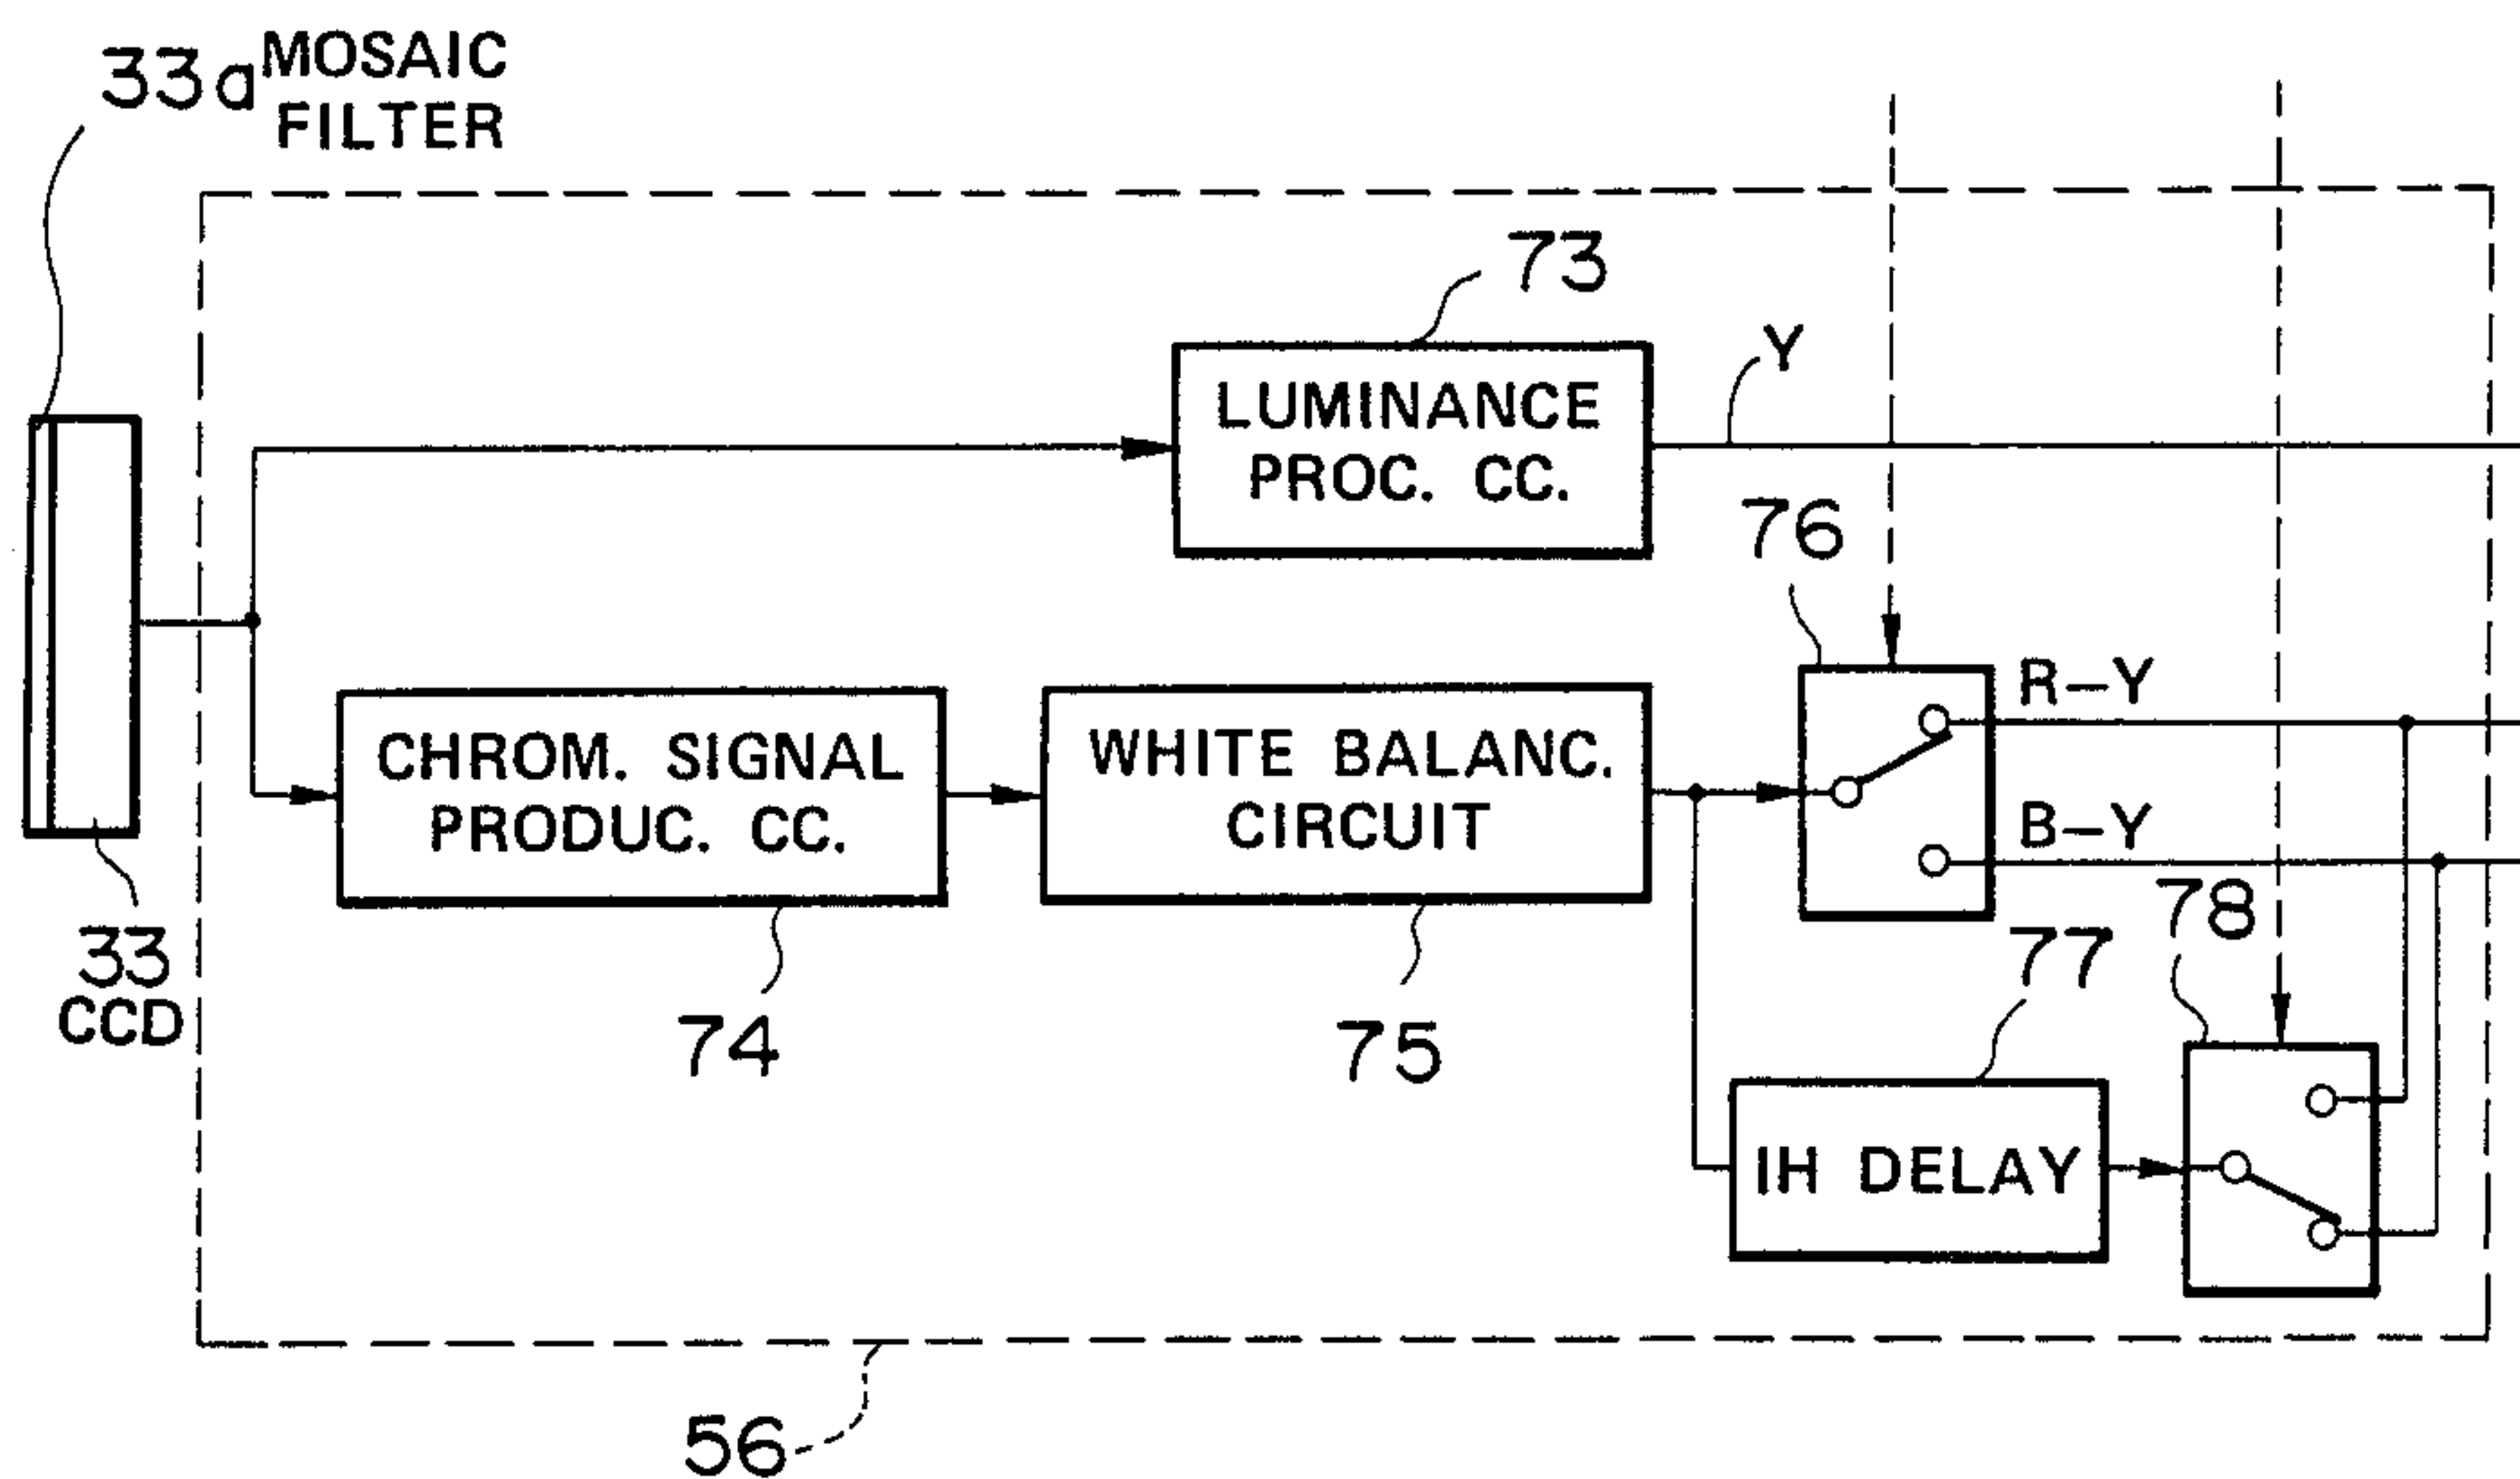 33a MOSAIC
FILTER
73
Y
LUMINANCE
PROC. CC.
76
R-Y
CHROM. SIGNAL
PRODUC. CC.
WHITE BALANC.
CIRCUIT
B-Y
78
77
33
CCD
74
75
IH DELAY
56